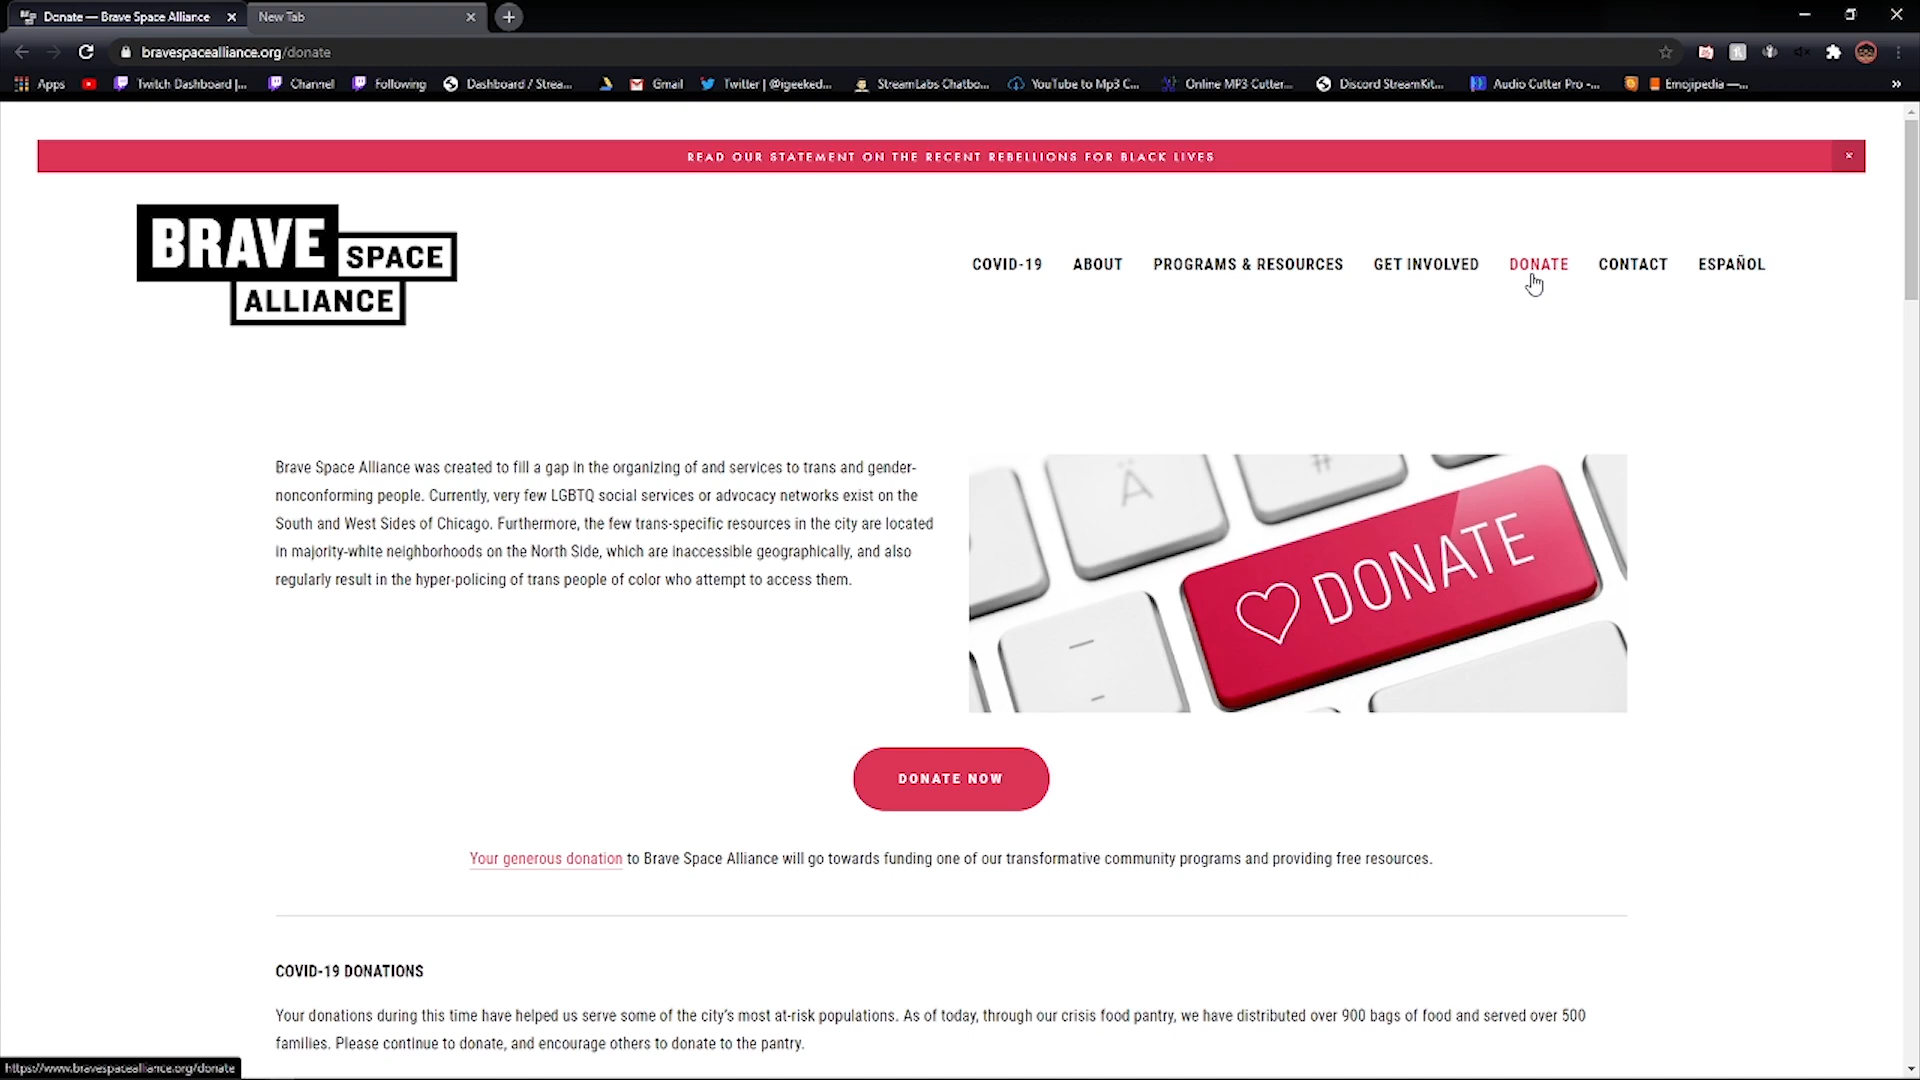 Donate — Brave Space Alliance
New Tab
bravespacealliance.org/donate
Apps
Twitch Dashboard |...
Channel
Following
Dashboard / Strea...
Gmail
Twitter | @igeeked...
StreamLabs Chatbo...
YouTube to Mp3 C...
Online MP3 Cutter...
Discord StreamKit...
Audio Cutter Pro -...
Emojipedia —...
READ OUR STATEMENT ON THE RECENT REBELLIONS FOR BLACK LIVES
BRAVE
SPACE
ALLIANCE
COVID-19 ABOUT PROGRAMS & RESOURCES GET INVOLVED DONATE CONTACT ESPAÑOL
Brave Space Alliance was created to fill a gap in the organizing of and services to trans and gender-
nonconforming people. Currently, very few LGBTQ social services or advocacy networks exist on the
South and West Sides of Chicago. Furthermore, the few trans-specific resources in the city are located
in majority-white neighborhoods on the North Side, which are inaccessible geographically, and also
regularly result in the hyper-policing of trans people of color who attempt to access them.
Ä
#
DONATE
DONATE NOW
Your generous donation to Brave Space Alliance will go towards funding one of our transformative community programs and providing free resources.
COVID-19 DONATIONS
Your donations during this time have helped us serve some of the city's most at-risk populations. As of today, through our crisis food pantry, we have distributed over 900 bags of food and served over 500
families. Please continue to donate, and encourage others to donate to the pantry.
https://www.bravespacealliance.org/donate